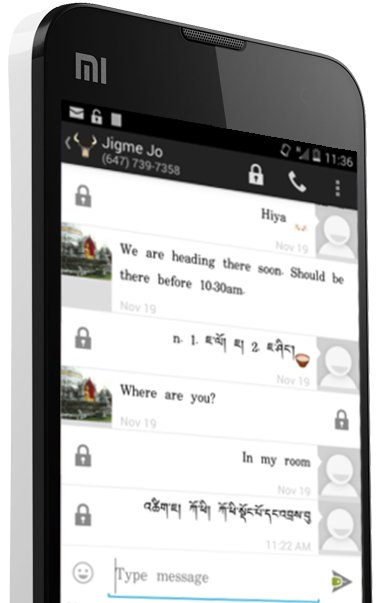 mi
11:36
Jigme Jo
(647) 739-7358
Hiya
Nov 19
We are heading there soon. Should be
there before 10:30am.
Nov 19
n. 1. ཇ་ལོ། ཇ། 2. ཇ་ཤིང།
Nov 19
Where are you?
Nov 19
In my room
Nov 19
འཚིག་ཇ། ཀོ་ཕི། ཀོ་ཕི་སྡོང་པོ་དང་འབྲས་བུ
11:22 AM
Type message